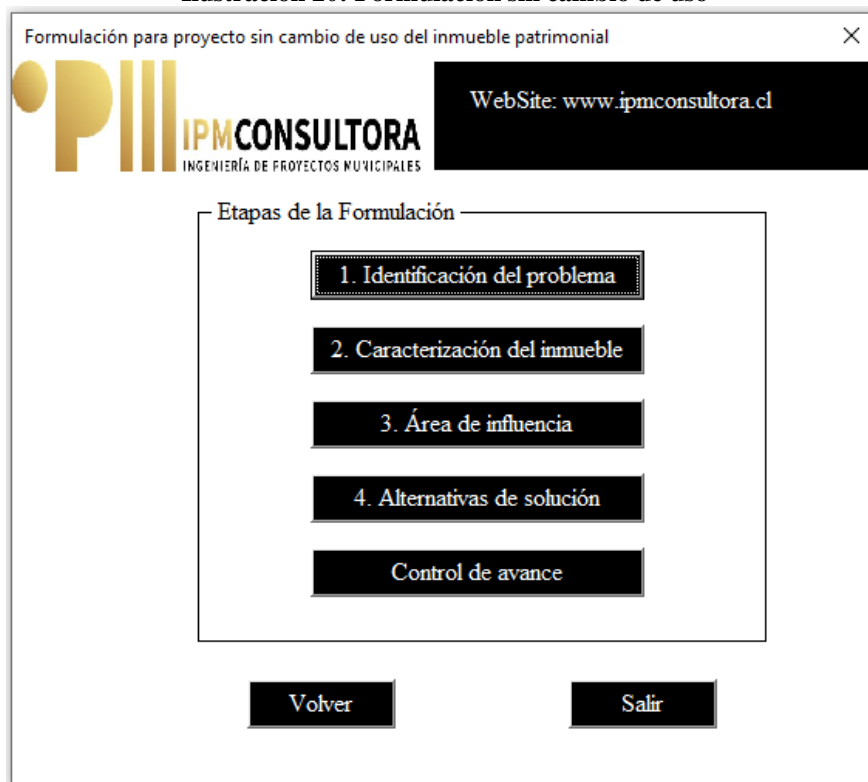 Formulación para proyecto sin cambio de uso del inmueble patrimonial
IPMCONSULTORA
INGENIERÍA DE PROYECTOS MUNICIPALES
WebSite: www.ipmconsultora.cl
Etapas de la Formulación
1. Identificación del problema
2. Caracterización del inmueble
3. Área de influencia
4. Alternativas de solución
Control de avance
Volver
Salir